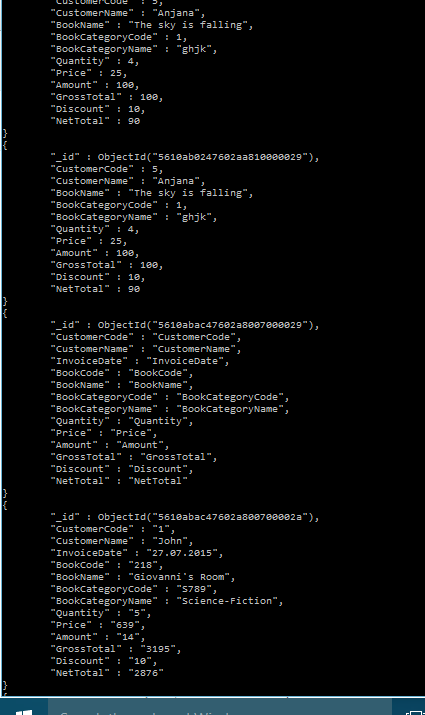 "CustomerCode" : 5,
"CustomerName" : "Anjana",
"BookName" : "The sky is falling",
"BookCategoryCode" : 1,
"BookCategoryName" : "ghjk",
"Quantity" : 4,
"Price" : 25,
"Amount" : 100,
"GrossTotal" : 100,
"Discount" : 10,
"NetTotal" : 90
}
{
"_id" : ObjectId("5610ab0247602aa810000029"),
"CustomerCode" : 5,
"CustomerName" : "Anjana",
"BookName" : "The sky is falling",
"BookCategoryCode" : 1,
"BookCategoryName" : "ghjk",
"Quantity" : 4,
"Price" : 25,
"Amount" : 100,
"GrossTotal" : 100,
"Discount" : 10,
"NetTotal" : 90
}
{
"_id" : ObjectId("5610abac47602a8007000029"),
"CustomerCode" : "CustomerCode",
"CustomerName" : "CustomerName",
"InvoiceDate" : "InvoiceDate",
"BookCode" : "BookCode",
"BookName" : "BookName",
"BookCategoryCode" : "BookCategoryCode",
"BookCategoryName" : "BookCategoryName",
"Quantity" : "Quantity",
"Price" : "Price",
"Amount" : "Amount",
"GrossTotal" : "GrossTotal",
"Discount" : "Discount",
"NetTotal" : "NetTotal"
}
{
"_id" : ObjectId("5610abac47602a800700002a"),
"CustomerCode" : "1",
"CustomerName" : "John",
"InvoiceDate" : "27.07.2015",
"BookCode" : "218",
"BookName" : "Giovanni's Room",
"BookCategoryCode" : "S789",
"BookCategoryName" : "Science-Fiction",
"Quantity" : "5",
"Price" : "639",
"Amount" : "14",
"GrossTotal" : "3195",
"Discount" : "10",
"NetTotal" : "2876"
}
{